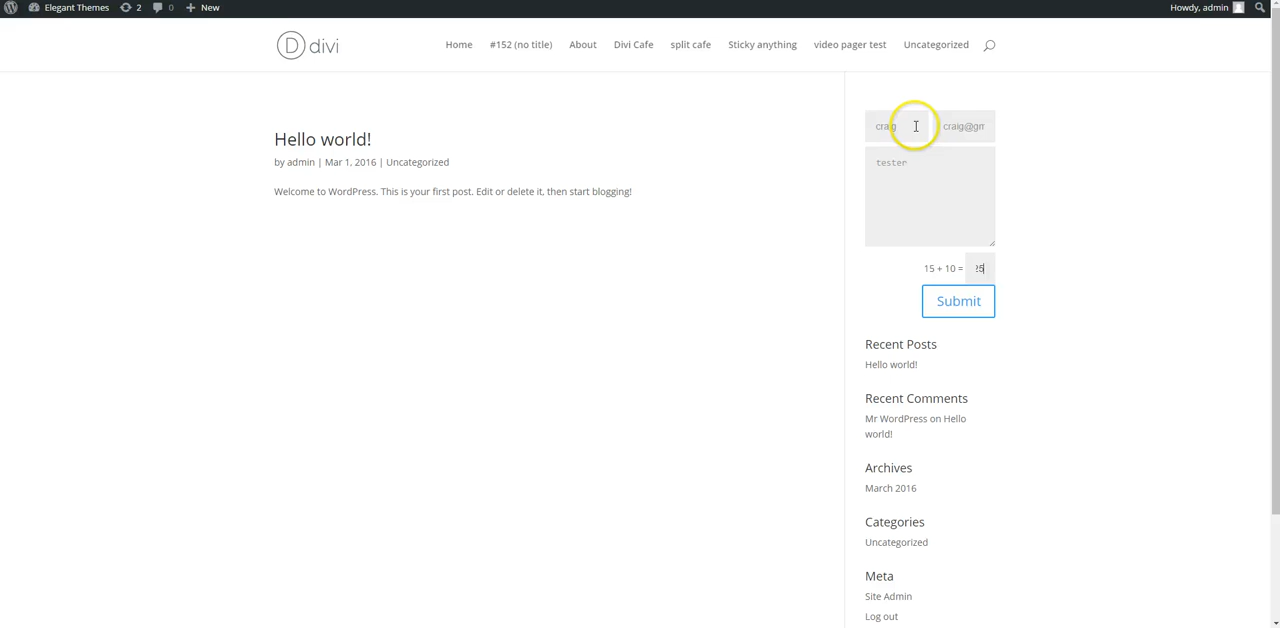 Elegant Themes 2 0 New Howdy, admin
divi Home #152 (no title) About Divi Cafe split cafe Sticky anything video pager test Uncategorized
Hello world!
by admin | Mar 1, 2016 | Uncategorized
Welcome to WordPress. This is your first post. Edit or delete it, then start blogging!
craig craig@gm
tester
15 + 10 =
Submit
Recent Posts
Hello world!
Recent Comments
Mr WordPress on Hello
world!
Archives
March 2016
Categories
Uncategorized
Meta
Site Admin
Log out